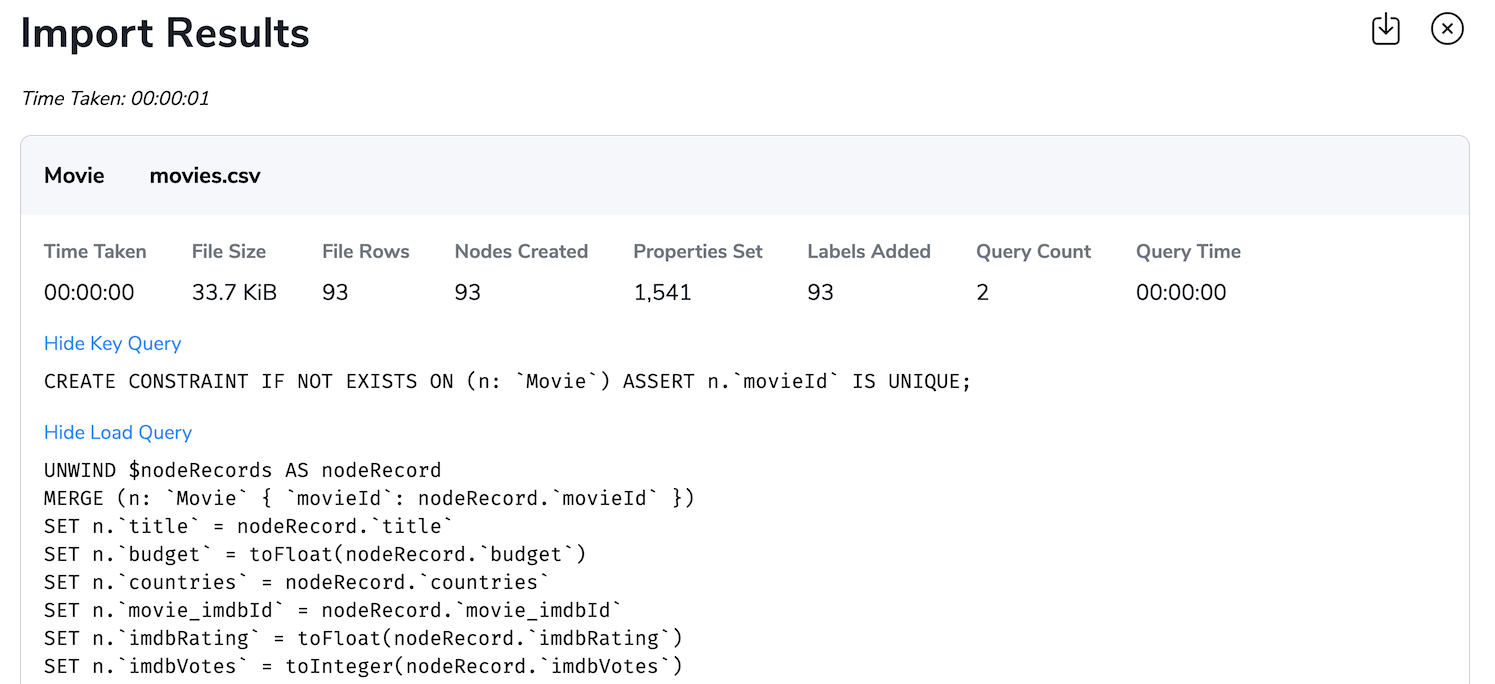 Import Results
Time Taken: 00:00:01
Movie movies.csv
Time Taken File Size File Rows Nodes Created Properties Set Labels Added Query Count Query Time
00:00:00 33.7 KiB 93 93 1,541 93 2 00:00:00
Hide Key Query
CREATE CONSTRAINT IF NOT EXISTS ON (n: `Movie`) ASSERT n.`movieId` IS UNIQUE;
Hide Load Query
UNWIND $nodeRecords AS nodeRecord
MERGE (n: `Movie` { `movieId`: nodeRecord.`movieId` })
SET n.`title` = nodeRecord.`title`
SET n.`budget` = toFloat(nodeRecord.`budget`)
SET n.`countries` = nodeRecord.`countries`
SET n.`movie_imdbId` = nodeRecord.`movie_imdbId`
SET n.`imdbRating` = toFloat(nodeRecord.`imdbRating`)
SET n.`imdbVotes` = toInteger(nodeRecord.`imdbVotes`)